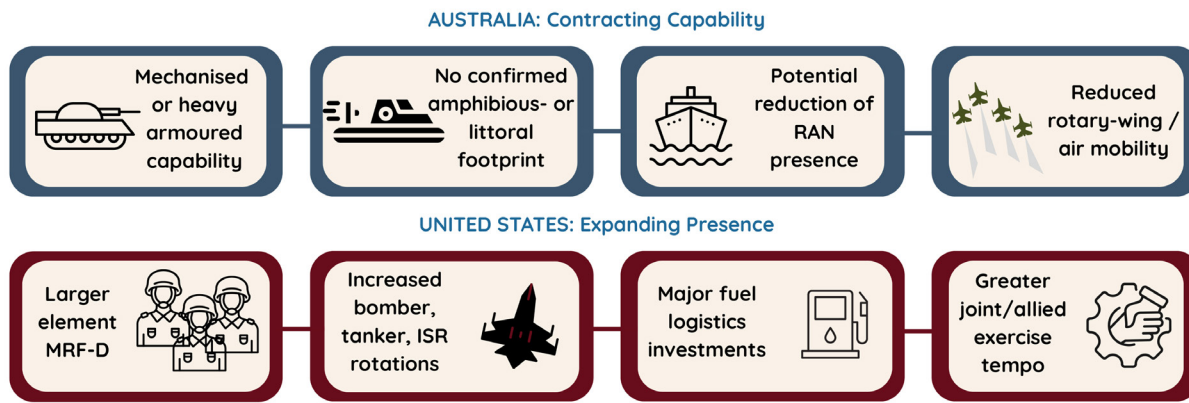 AUSTRALIA: Contracting Capability
Mechanised
or heavy
armoured
capability
No confirmed
amphibious- or
littoral
footprint
Potential
reduction of
RAN
presence
Reduced
rotary-wing /
air mobility
UNITED STATES: Expanding Presence
Larger
element
MRF-D
Increased
bomber,
tanker, ISR
rotations
Major fuel
logistics
investments
Greater
joint/allied
exercise
tempo